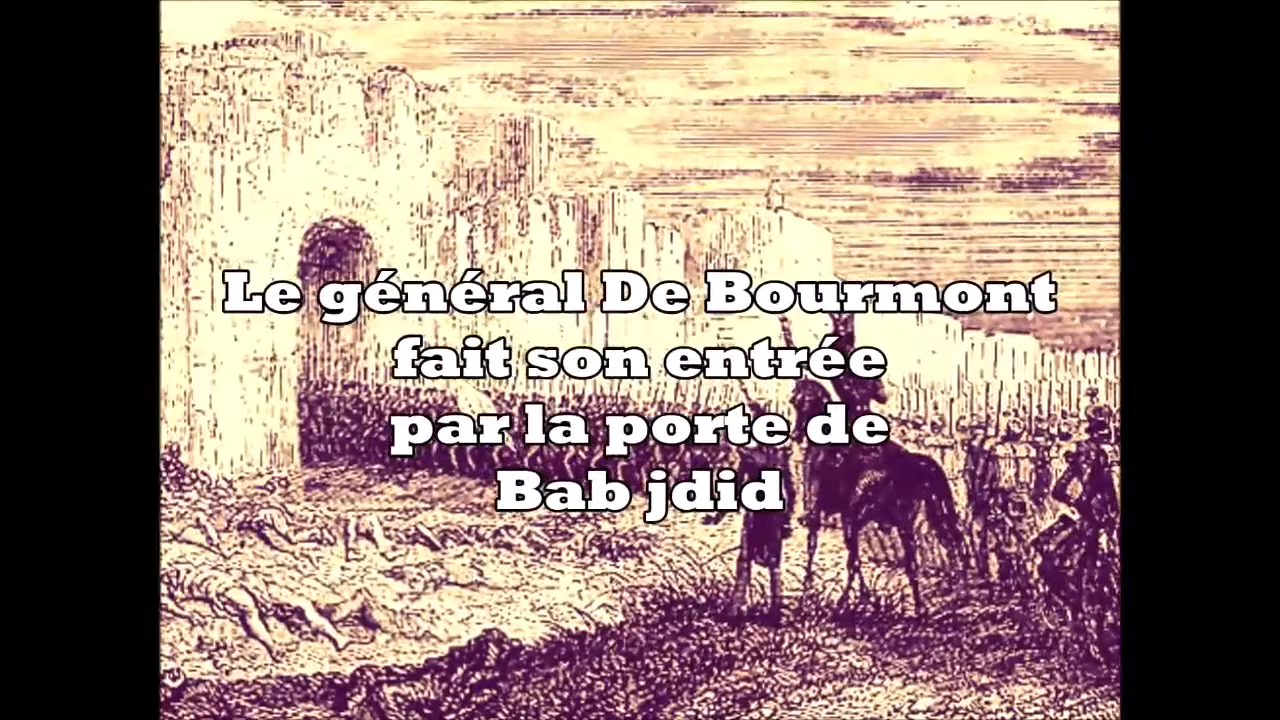 Le général De Bourmont
fait son entrée
par la porte de
Bab jdid